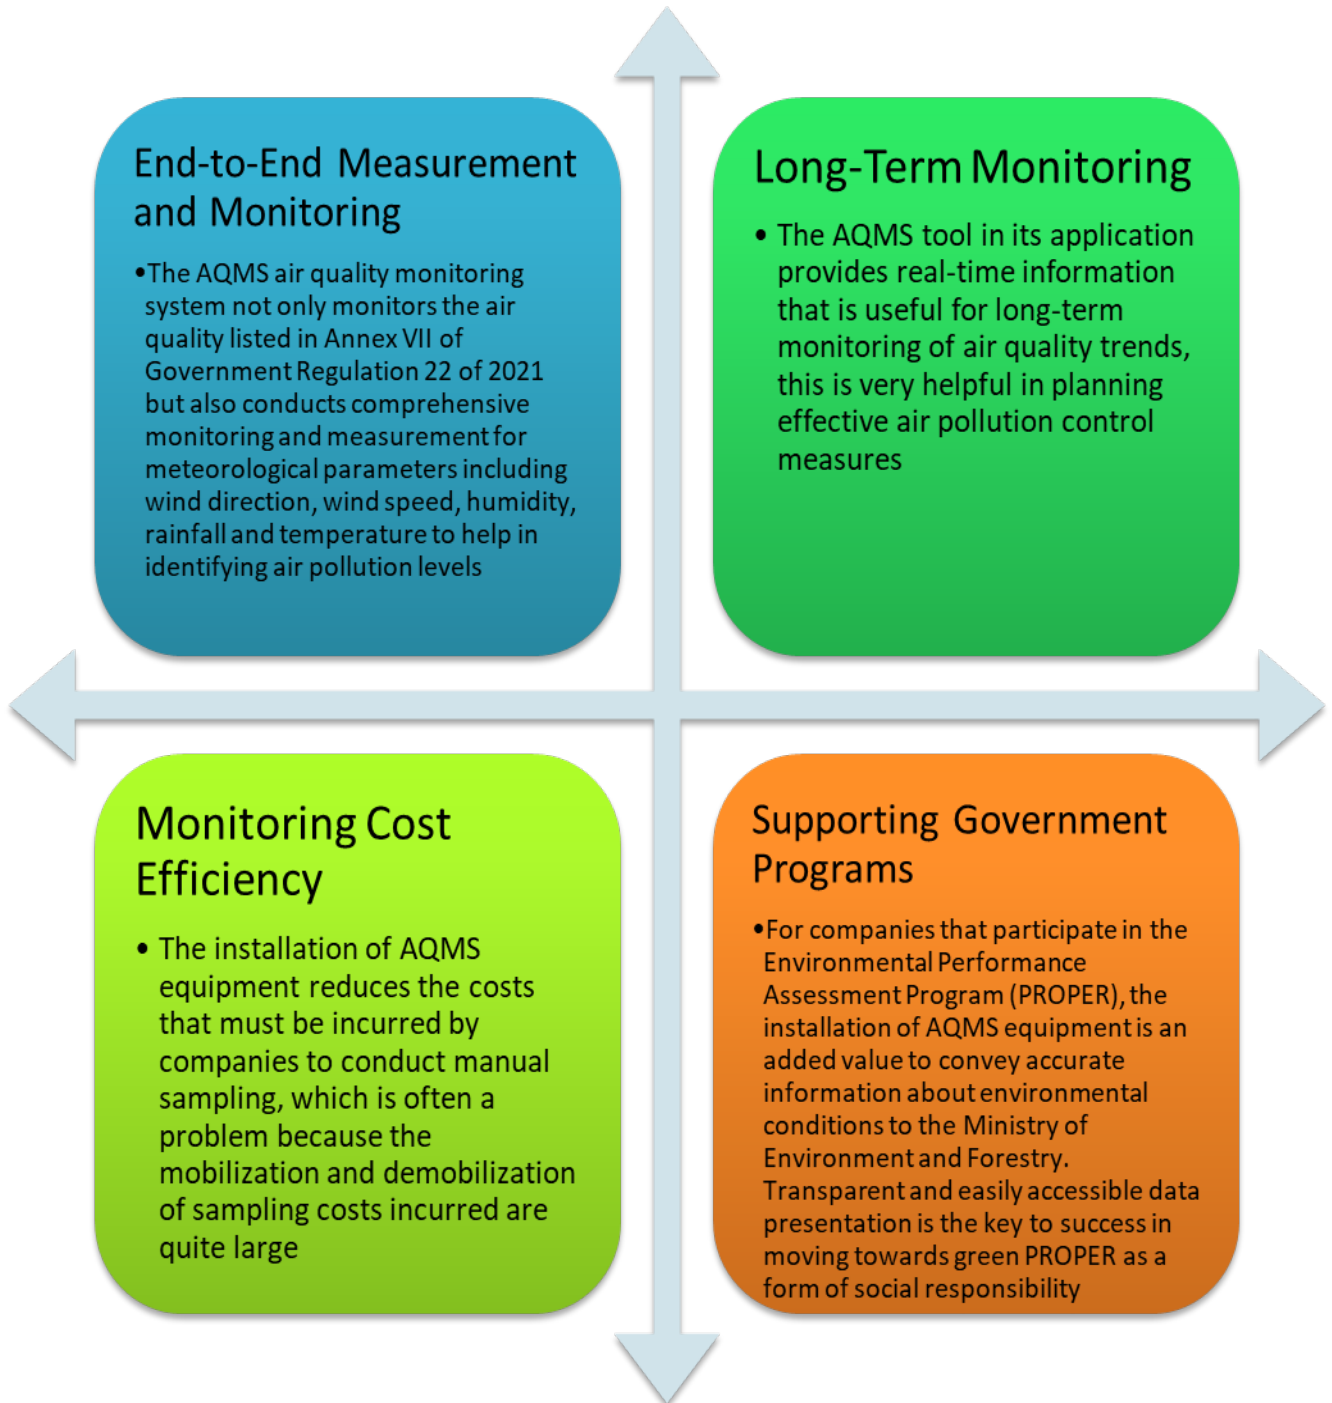 End-to-End Measurement
and Monitoring
•The AQMS air quality monitoring
system not only monitors the air
quality listed in Annex VII of
Government Regulation 22 of 2021
but also conducts comprehensive
monitoring and measurement for
meteorological parameters including
wind direction, wind speed, humidity,
rainfall and temperature to help in
identifying air pollution levels
Long-Term Monitoring
• The AQMS tool in its application
provides real-time information
that is useful for long-term
monitoring of air quality trends,
this is very helpful in planning
effective air pollution control
measures
Monitoring Cost
Efficiency
• The installation of AQMS
equipment reduces the costs
that must be incurred by
companies to conduct manual
sampling, which is often a
problem because the
mobilization and demobilization
of sampling costs incurred are
quite large
Supporting Government
Programs
•For companies that participate in the
Environmental Performance
Assessment Program (PROPER), the
installation of AQMS equipment is an
added value to convey accurate
information about environmental
conditions to the Ministry of
Environment and Forestry.
Transparent and easily accessible data
presentation is the key to success in
moving towards green PROPER as a
form of social responsibility